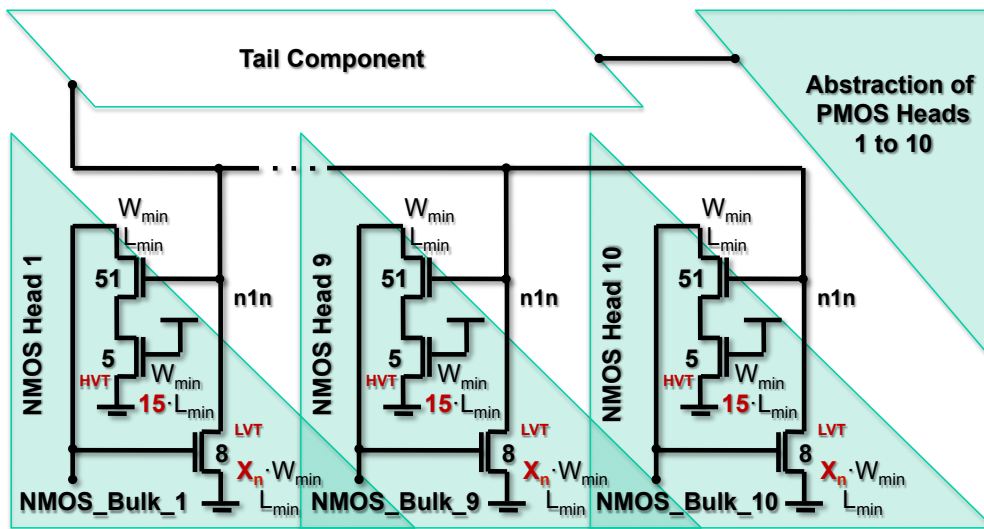 Tail Component
Abstraction of
PMOS Heads
1 to 10
. . .
NMOS Head 1
W_min
L_min
51
n1n
5
HVT
W_min
15·L_min
LVT
8
X_n·W_min
L_min
NMOS_Bulk_1
NMOS Head 9
W_min
L_min
51
n1n
5
HVT
W_min
15·L_min
LVT
8
X_n·W_min
L_min
NMOS_Bulk_9
NMOS Head 10
W_min
L_min
51
n1n
5
HVT
W_min
15·L_min
LVT
8
X_n·W_min
L_min
NMOS_Bulk_10